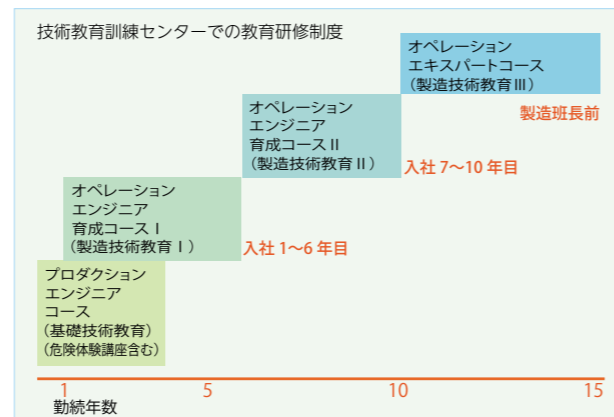 技術教育訓練センターでの教育研修制度
オペレーション
エキスパートコース
(製造技術教育Ⅲ)
製造班長前
オペレーション
エンジニア
育成コースⅡ
(製造技術教育Ⅱ)
入社 7〜10 年目
オペレーション
エンジニア
育成コースⅠ
(製造技術教育Ⅰ)
入社 1〜6 年目
プロダクション
エンジニア
コース
(基礎技術教育)
(危険体験講座含む)
1 5 10 15
勤続年数